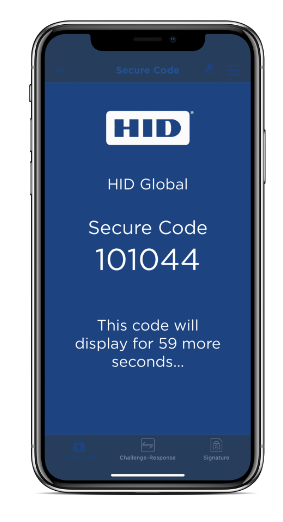 Secure Code
HID
HID Global
Secure Code
101044
This code will
display for 59 more
seconds...
Challenge-Response
Signature